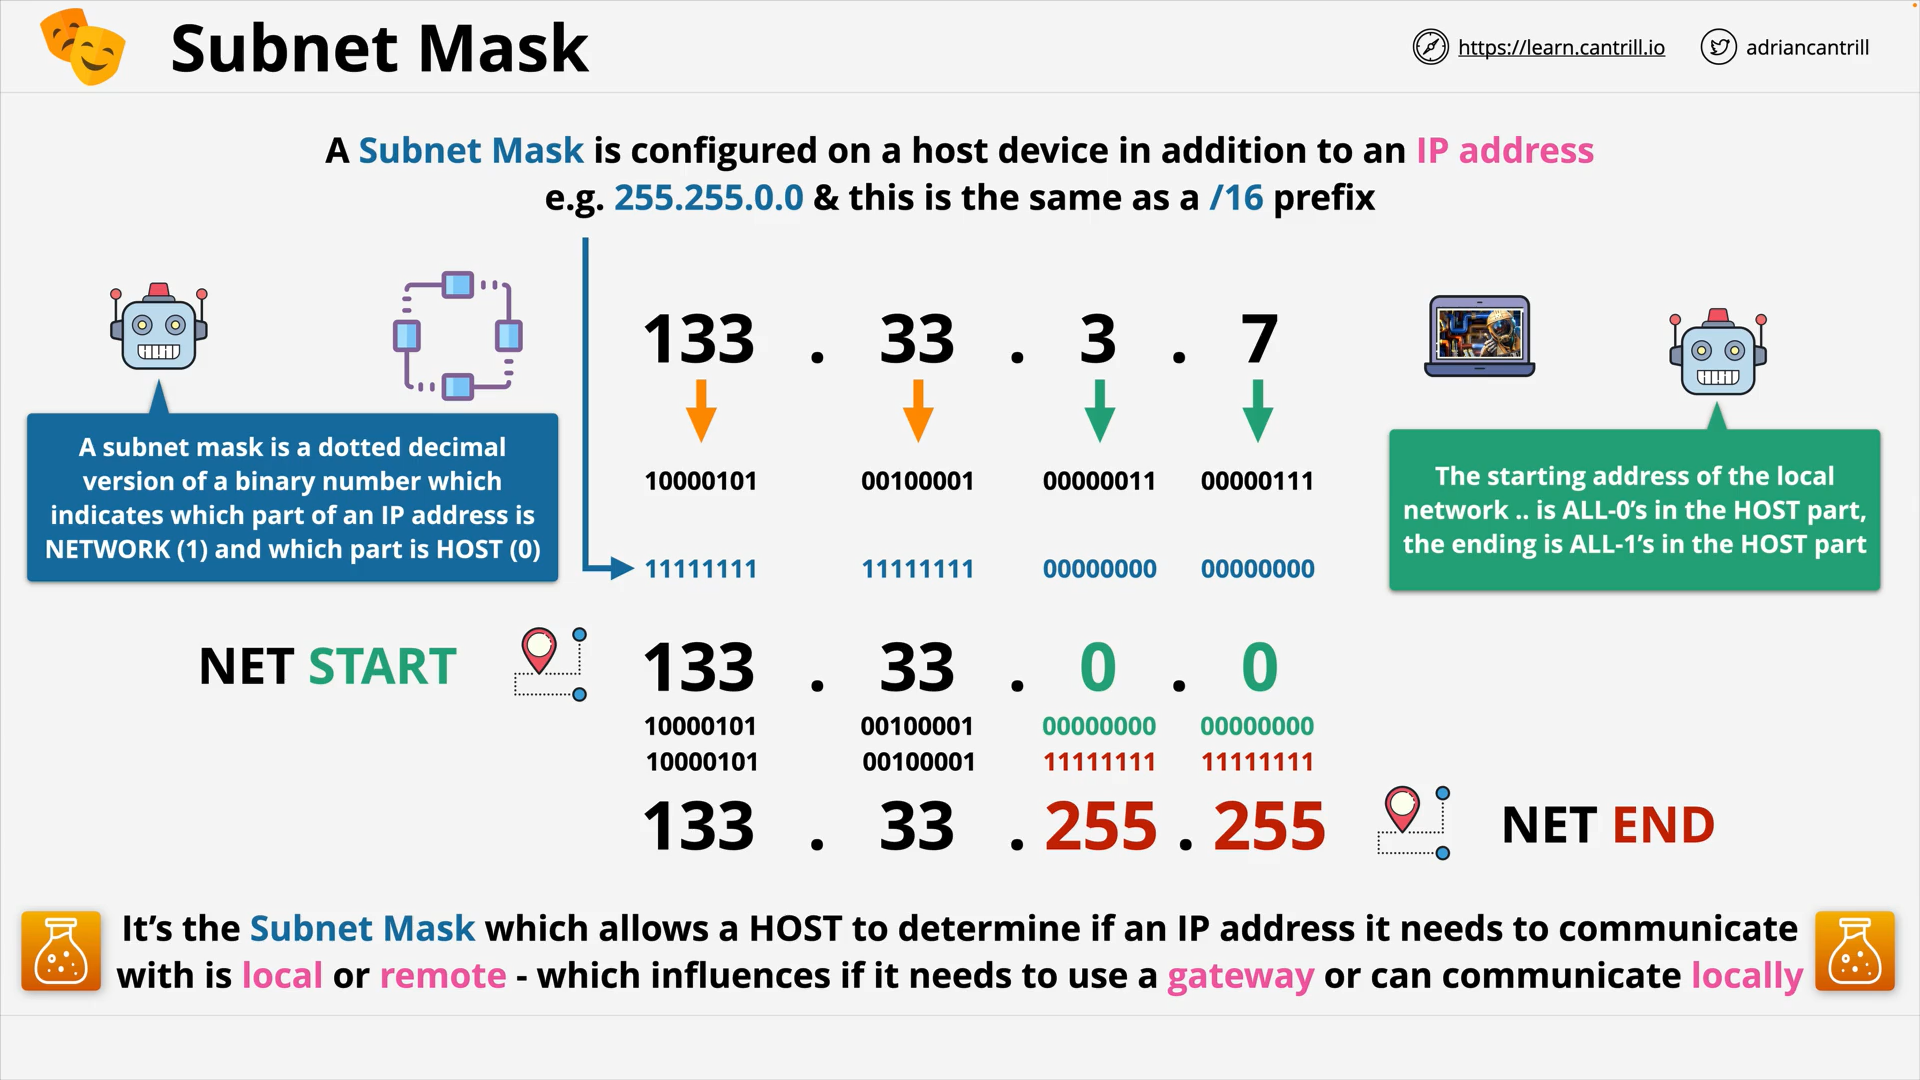 Subnet Mask
https://learn.cantrill.io
adriancantrill
A Subnet Mask is configured on a host device in addition to an IP address
e.g. 255.255.0.0 & this is the same as a /16 prefix
133 . 33 . 3 . 7
A subnet mask is a dotted decimal
version of a binary number which
indicates which part of an IP address is
NETWORK (1) and which part is HOST (0)
10000101 00100001 00000011 00000111
11111111 11111111 00000000 00000000
The starting address of the local
network .. is ALL-0’s in the HOST part,
the ending is ALL-1’s in the HOST part
NET START
133 . 33 . 0 . 0
10000101 00100001 00000000 00000000
10000101 00100001 11111111 11111111
133 . 33 . 255 . 255
NET END
It’s the Subnet Mask which allows a HOST to determine if an IP address it needs to communicate
with is local or remote - which influences if it needs to use a gateway or can communicate locally